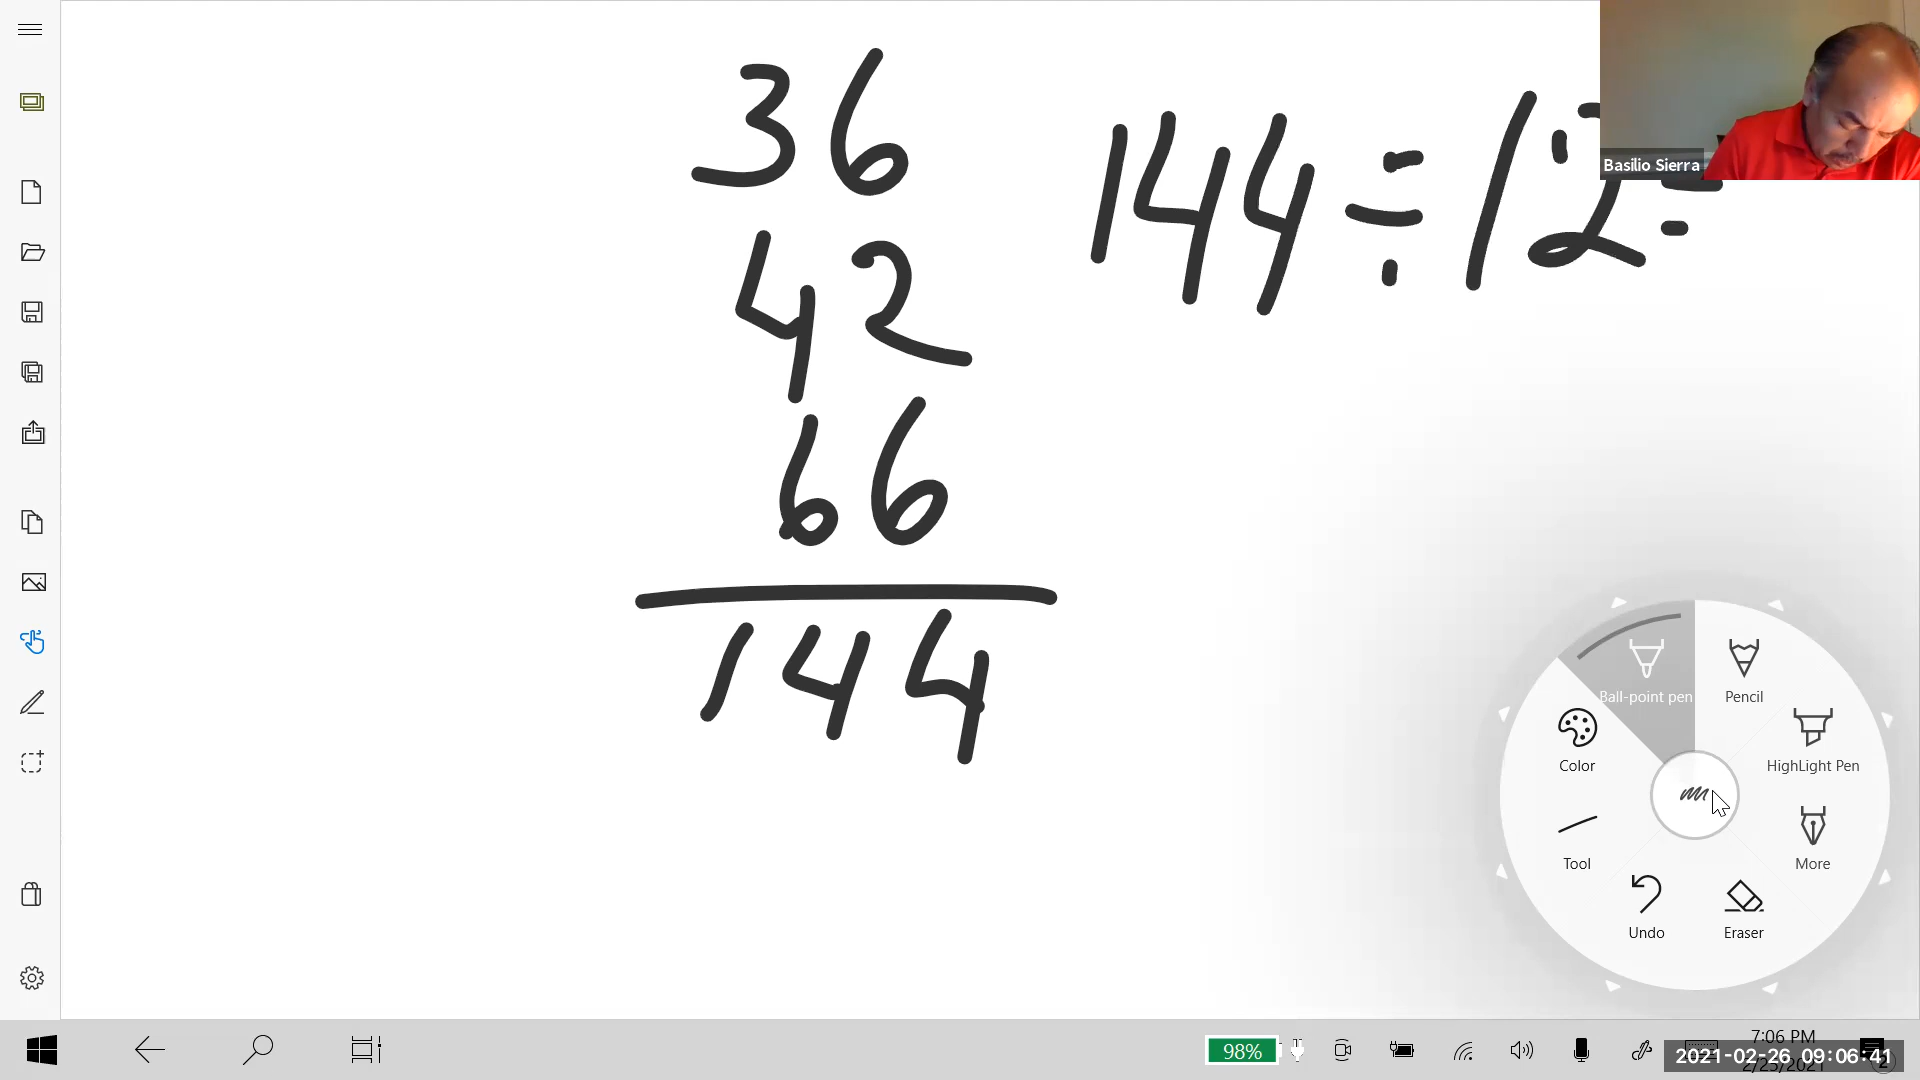 36
42
66
144
144 ÷ 12 =
Basilio Sierra
Ball-point pen
Pencil
Color
HighLight Pen
Tool
More
Undo
Eraser
98%
7:06 PM
2021-02-26 09:06:41
2